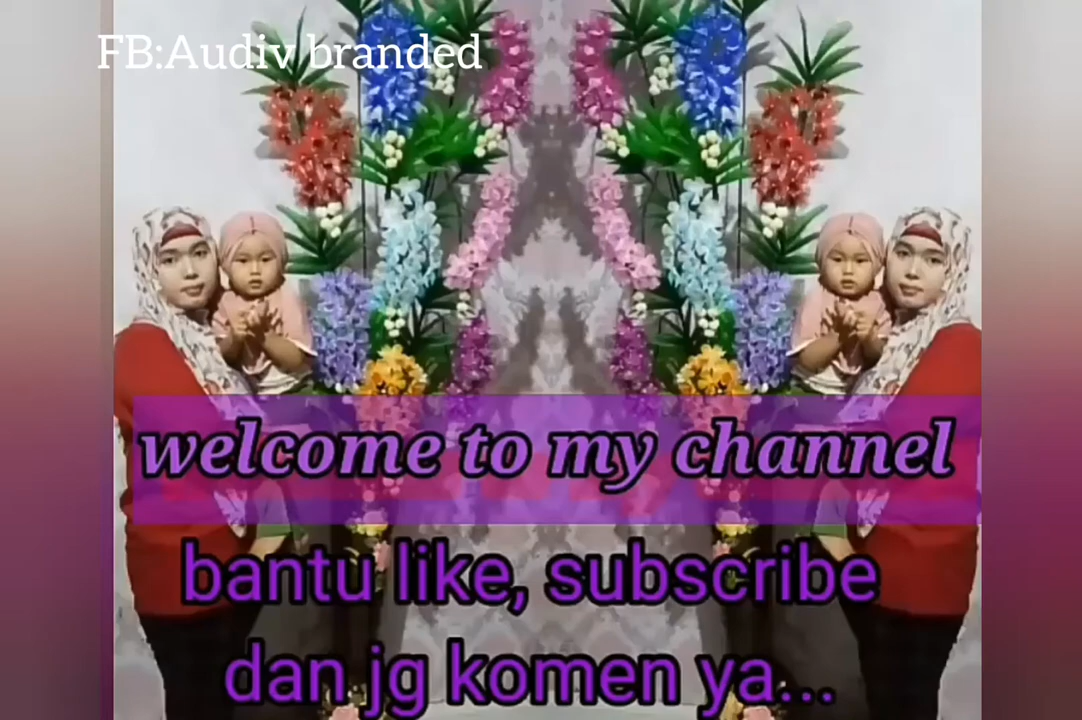 FB:Audiv branded
welcome to my channel
bantu like, subscribe
dan jg komen ya...